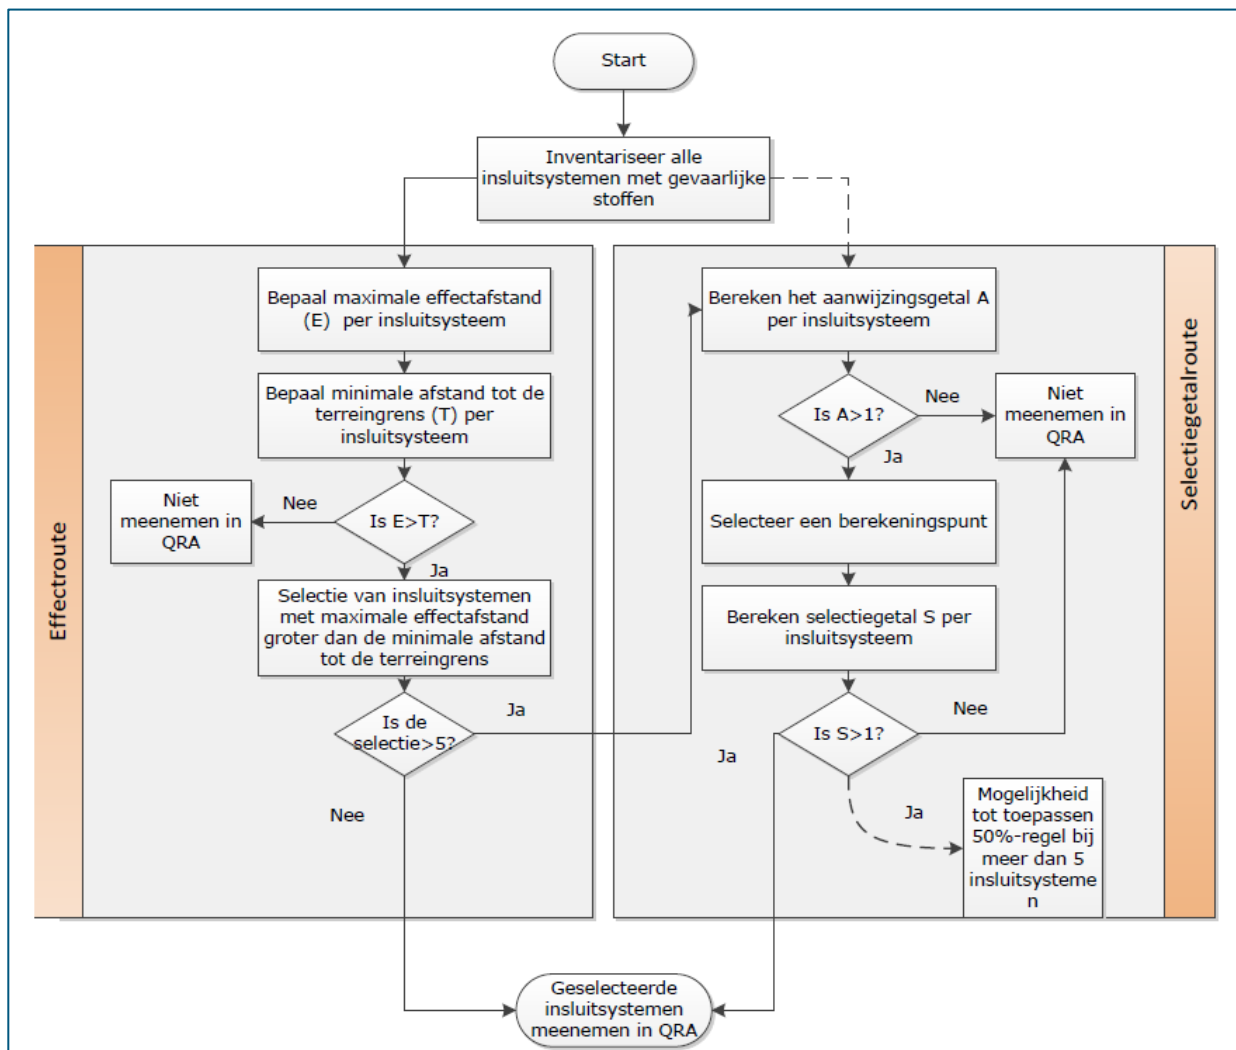 Start
Inventariseer alle
insluitsystemen met gevaarlijke
stoffen
Effectroute
Bepaal maximale effectafstand
(E) per insluitsysteem
Bepaal minimale afstand tot de
terreingrens (T) per
insluitsysteem
Is E>T?
Nee
Niet
meenemen in
QRA
Ja
Selectie van insluitsystemen
met maximale effectafstand
groter dan de minimale afstand
tot de terreingrens
Is de
selectie>5?
Ja
Nee
Selectiegetalroute
Bereken het aanwijzingsgetal A
per insluitsysteem
Is A>1?
Nee
Niet
meenemen in
QRA
Ja
Selecteer een berekeningspunt
Bereken selectiegetal S per
insluitsysteem
Is S>1?
Nee
Ja
Ja
Mogelijkheid
tot toepassen
50%-regel bij
meer dan 5
insluitsysteme
n
Geselecteerde
insluitsystemen
meenemen in QRA